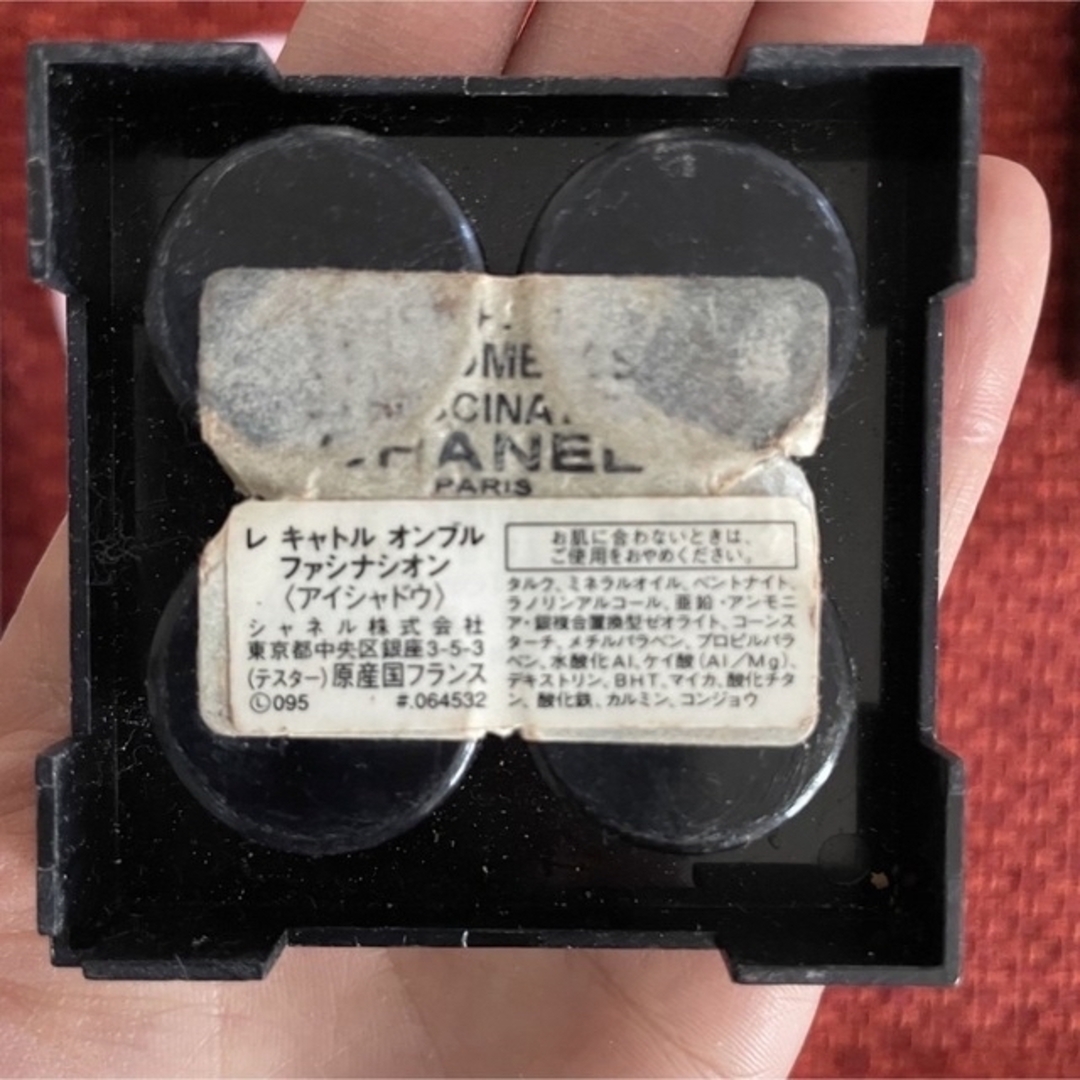 CHANEL
PARIS
レ キャトル オンブル
ファシナシオン
〈アイシャドウ〉
シャネル株式会社
東京都中央区銀座3-5-3
(テスター) 原産国フランス
Ⓛ095 #.064532
お肌に合わないときは、
ご使用をおやめください。
タルク、ミネラルオイル、ベントナイト、
ラノリンアルコール、亜鉛・アンモニ
ア・銀複合置換型ゼオライト、コーンス
ターチ、メチルパラベン、プロピルパラ
ベン、水酸化Al、ケイ酸(Al/Mg)、
デキストリン、BHT、マイカ、酸化チタ
ン、酸化鉄、カルミン、コンジョウ